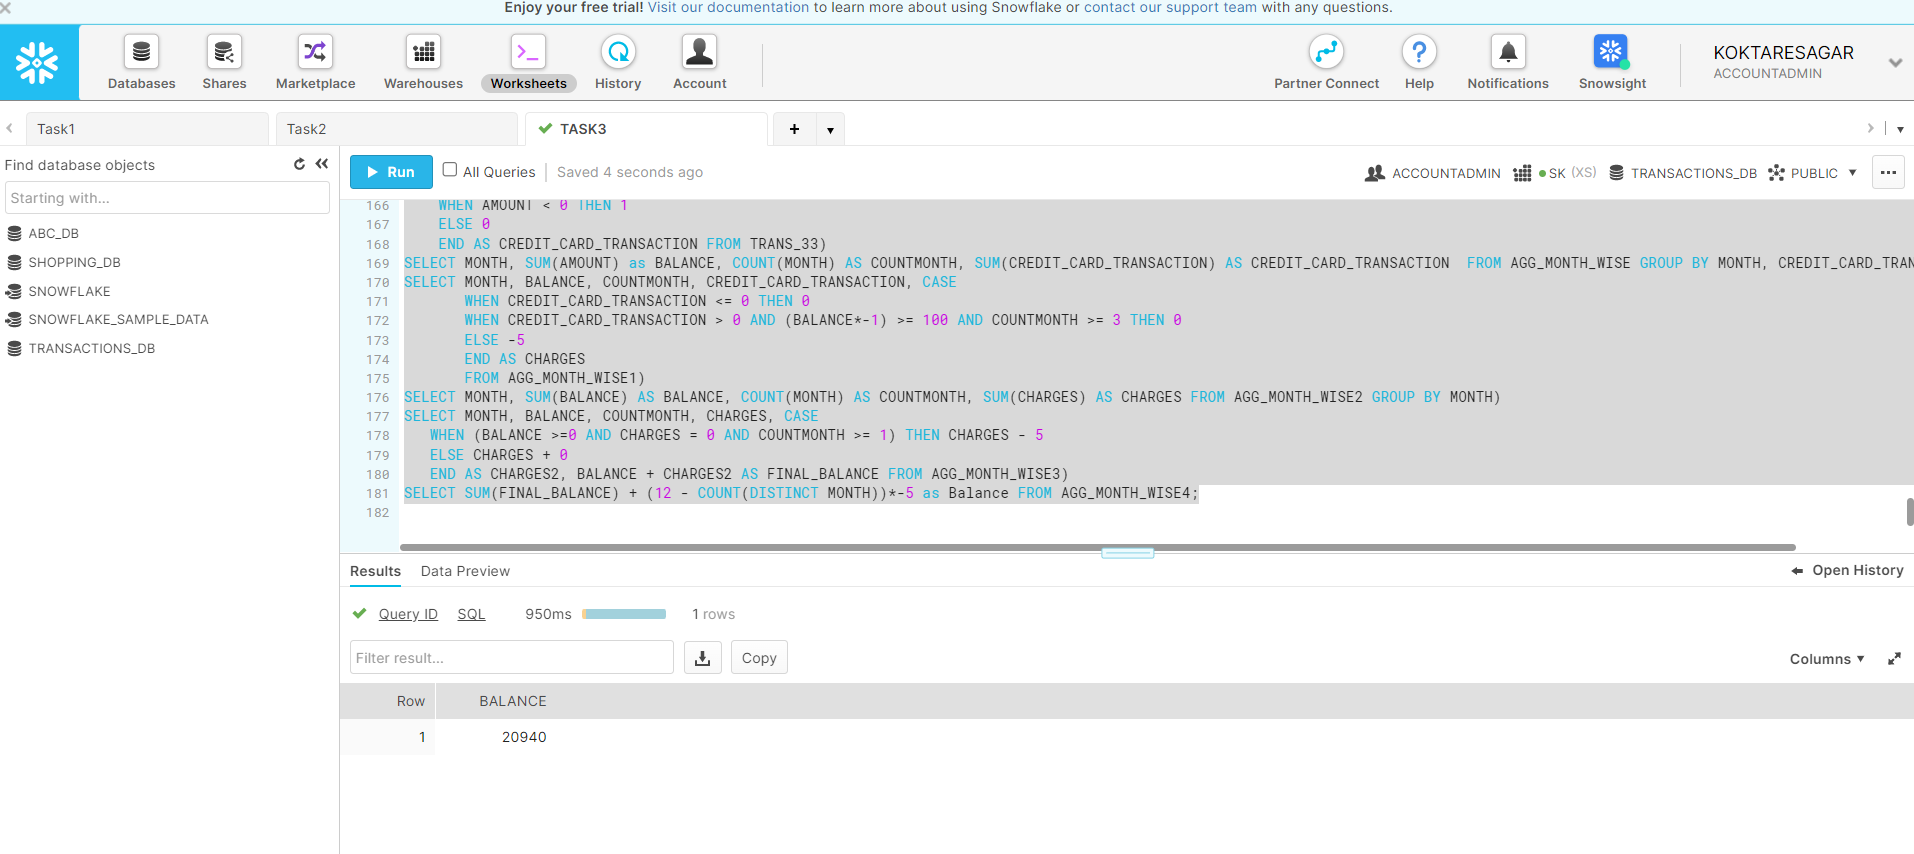 Enjoy your free trial! Visit our documentation to learn more about using Snowflake or contact our support team with any questions.
Databases
Shares
Marketplace
Warehouses
Worksheets
History
Account
Partner Connect
Help
Notifications
Snowsight
KOKTARESAGAR
ACCOUNTADMIN
Task1
Task2
TASK3
Find database objects
Starting with...
ABC_DB
SHOPPING_DB
SNOWFLAKE
SNOWFLAKE_SAMPLE_DATA
TRANSACTIONS_DB
Run
All Queries
Saved 4 seconds ago
ACCOUNTADMIN
SK (XS)
TRANSACTIONS_DB
PUBLIC
166 WHEN AMOUNT < 0 THEN 1
167 ELSE 0
168 END AS CREDIT_CARD_TRANSACTION FROM TRANS_33)
169 SELECT MONTH, SUM(AMOUNT) as BALANCE, COUNT(MONTH) AS COUNTMONTH, SUM(CREDIT_CARD_TRANSACTION) AS CREDIT_CARD_TRANSACTION FROM AGG_MONTH_WISE GROUP BY MONTH, CREDIT_CARD_TRAN
170 SELECT MONTH, BALANCE, COUNTMONTH, CREDIT_CARD_TRANSACTION, CASE
171 WHEN CREDIT_CARD_TRANSACTION <= 0 THEN 0
172 WHEN CREDIT_CARD_TRANSACTION > 0 AND (BALANCE*-1) >= 100 AND COUNTMONTH >= 3 THEN 0
173 ELSE -5
174 END AS CHARGES
175 FROM AGG_MONTH_WISE1)
176 SELECT MONTH, SUM(BALANCE) AS BALANCE, COUNT(MONTH) AS COUNTMONTH, SUM(CHARGES) AS CHARGES FROM AGG_MONTH_WISE2 GROUP BY MONTH)
177 SELECT MONTH, BALANCE, COUNTMONTH, CHARGES, CASE
178 WHEN (BALANCE >=0 AND CHARGES = 0 AND COUNTMONTH >= 1) THEN CHARGES - 5
179 ELSE CHARGES + 0
180 END AS CHARGES2, BALANCE + CHARGES2 AS FINAL_BALANCE FROM AGG_MONTH_WISE3)
181 SELECT SUM(FINAL_BALANCE) + (12 - COUNT(DISTINCT MONTH))*-5 as Balance FROM AGG_MONTH_WISE4;
182
Results
Data Preview
Open History
Query ID
SQL
950ms
1 rows
Filter result...
Copy
Columns
Row
BALANCE
1
20940